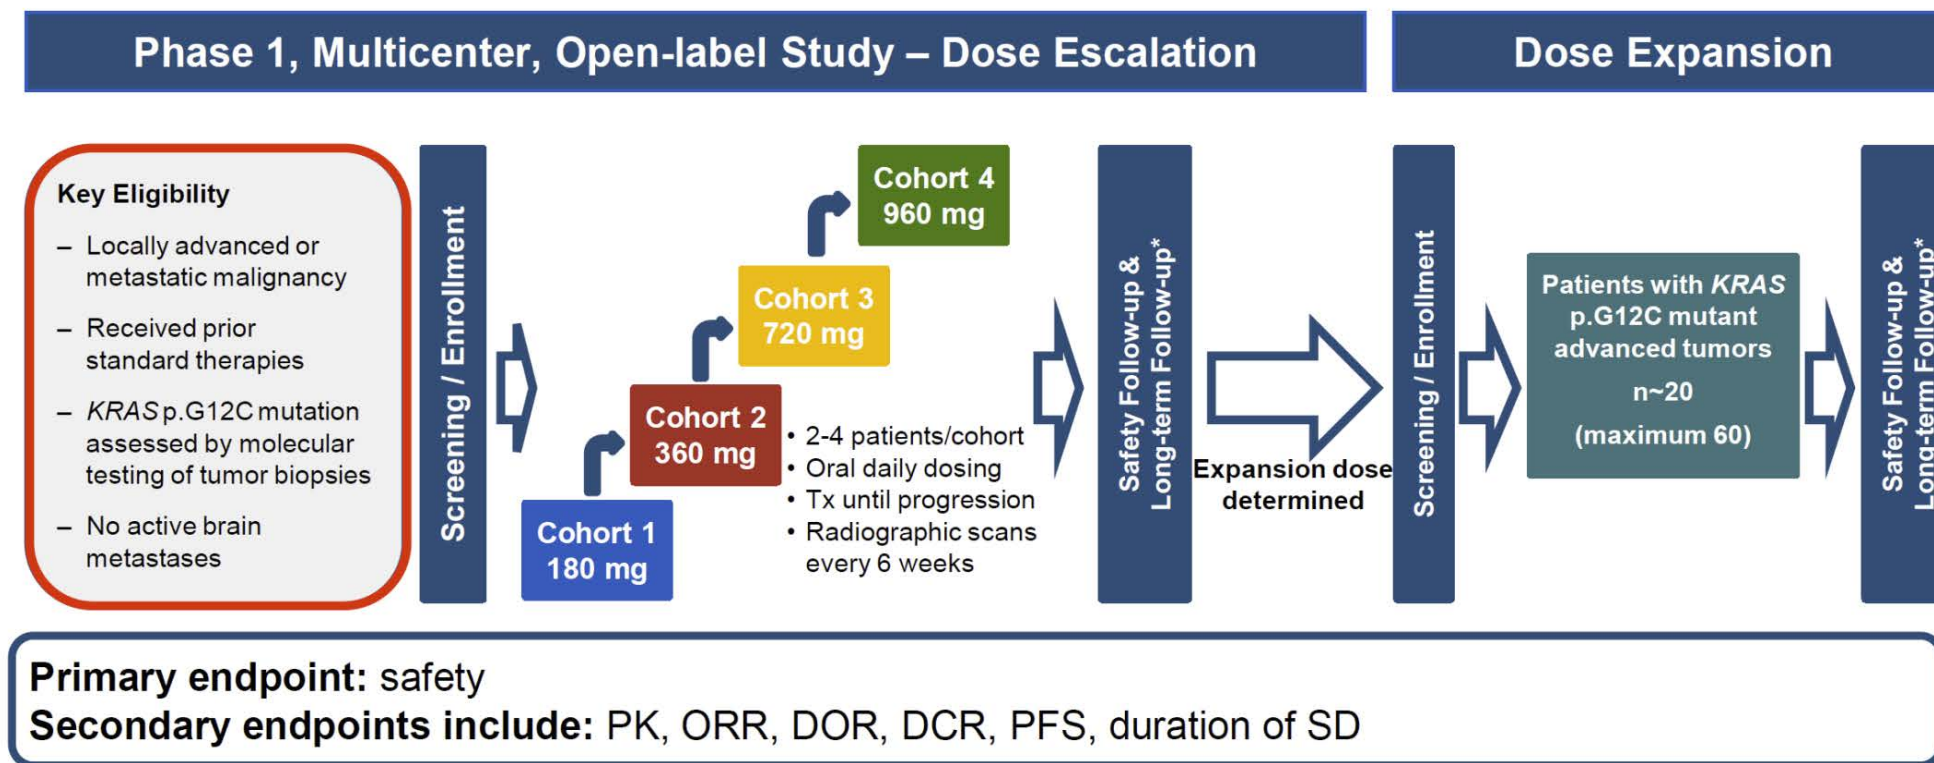 Phase 1, Multicenter, Open-label Study – Dose Escalation
Dose Expansion
Key Eligibility
– Locally advanced or
metastatic malignancy
– Received prior
standard therapies
– KRAS p.G12C mutation
assessed by molecular
testing of tumor biopsies
– No active brain
metastases
Screening / Enrollment
Cohort 1
180 mg
Cohort 2
360 mg
Cohort 3
720 mg
Cohort 4
960 mg
• 2-4 patients/cohort
• Oral daily dosing
• Tx until progression
• Radiographic scans
every 6 weeks
Safety Follow-up &
Long-term Follow-up*
Expansion dose
determined
Screening / Enrollment
Patients with KRAS
p.G12C mutant
advanced tumors
n~20
(maximum 60)
Safety Follow-up &
Long-term Follow-up*
Primary endpoint: safety
Secondary endpoints include: PK, ORR, DOR, DCR, PFS, duration of SD